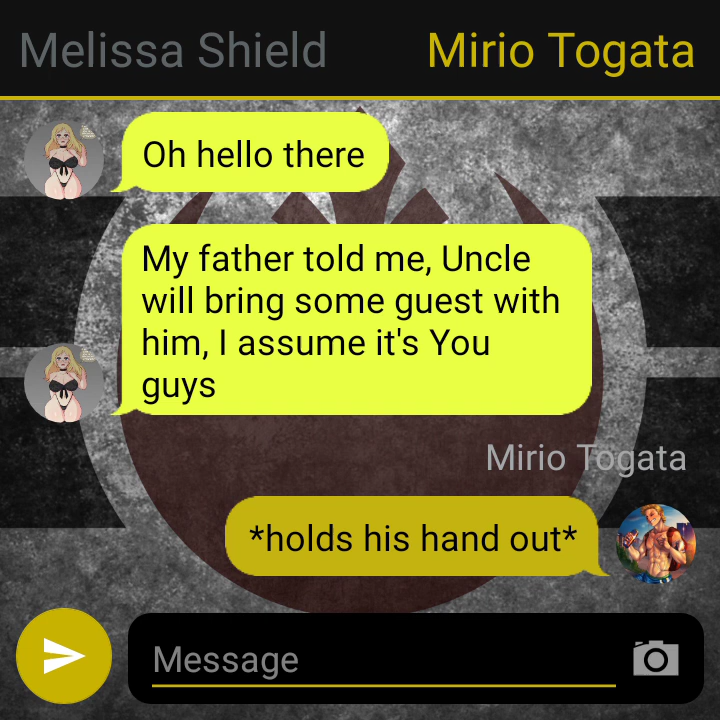 Melissa Shield Mirio Togata
Oh hello there
My father told me, Uncle
will bring some guest with
him, I assume it's You
guys
Mirio Togata
*holds his hand out*
Message